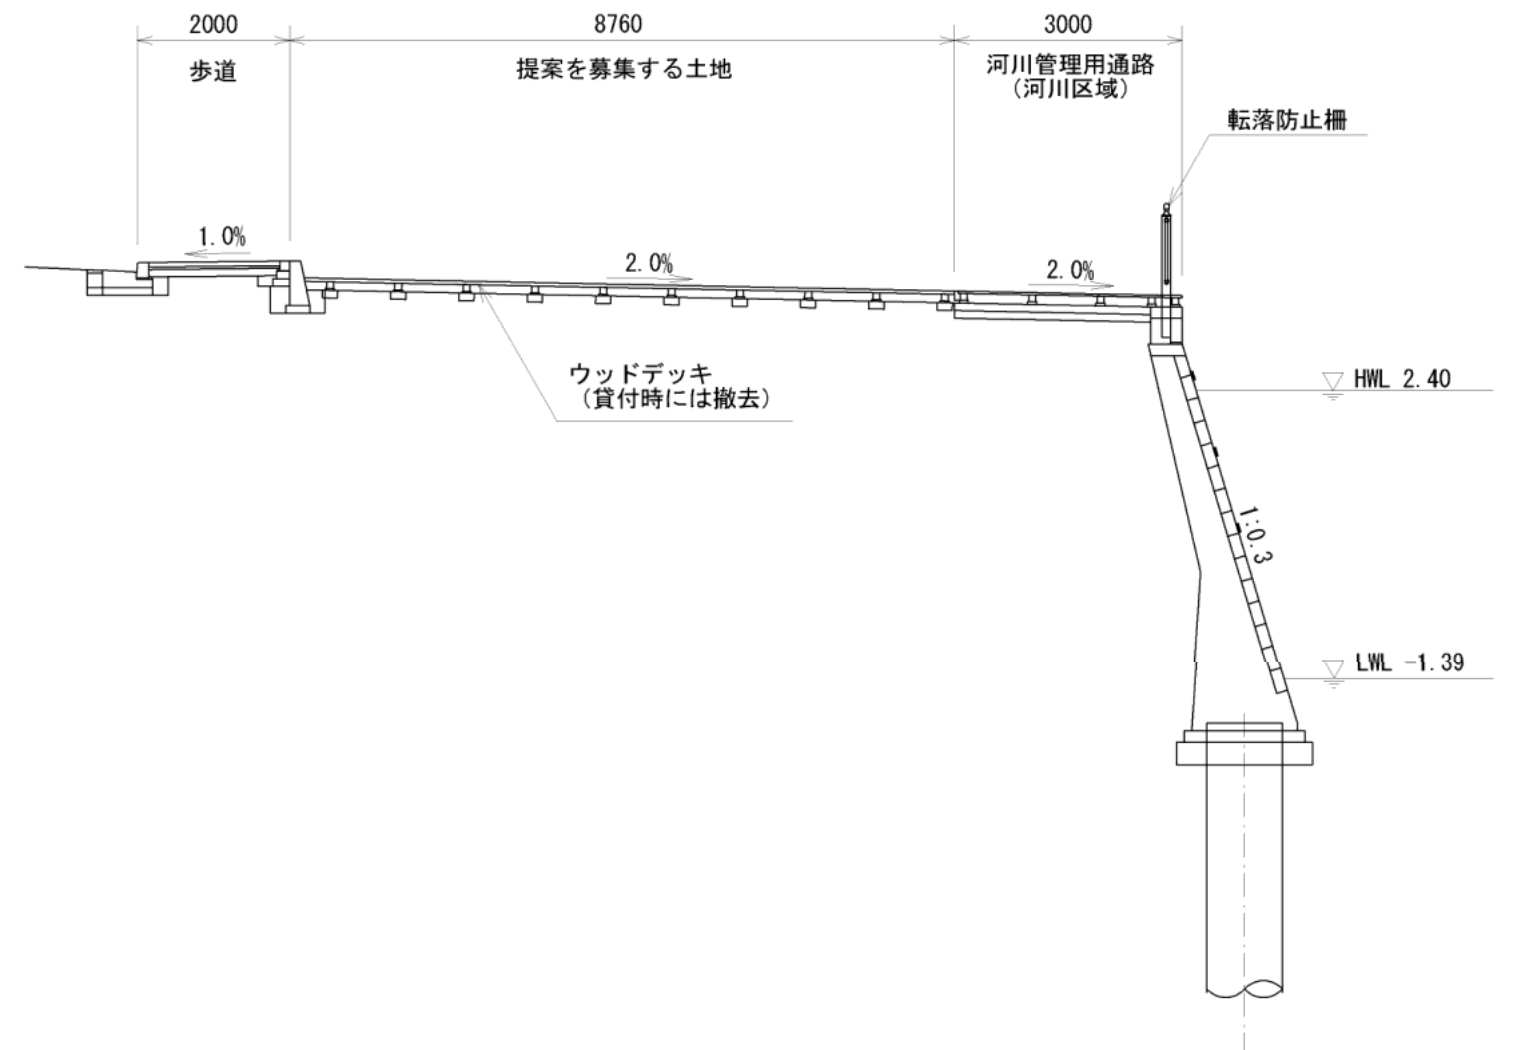 2000
8760
3000
歩道
提案を募集する土地
河川管理用通路
（河川区域）
転落防止柵
1.0%
2.0%
2.0%
ウッドデッキ
（貸付時には撤去）
HWL 2.40
1:0.3
LWL -1.39